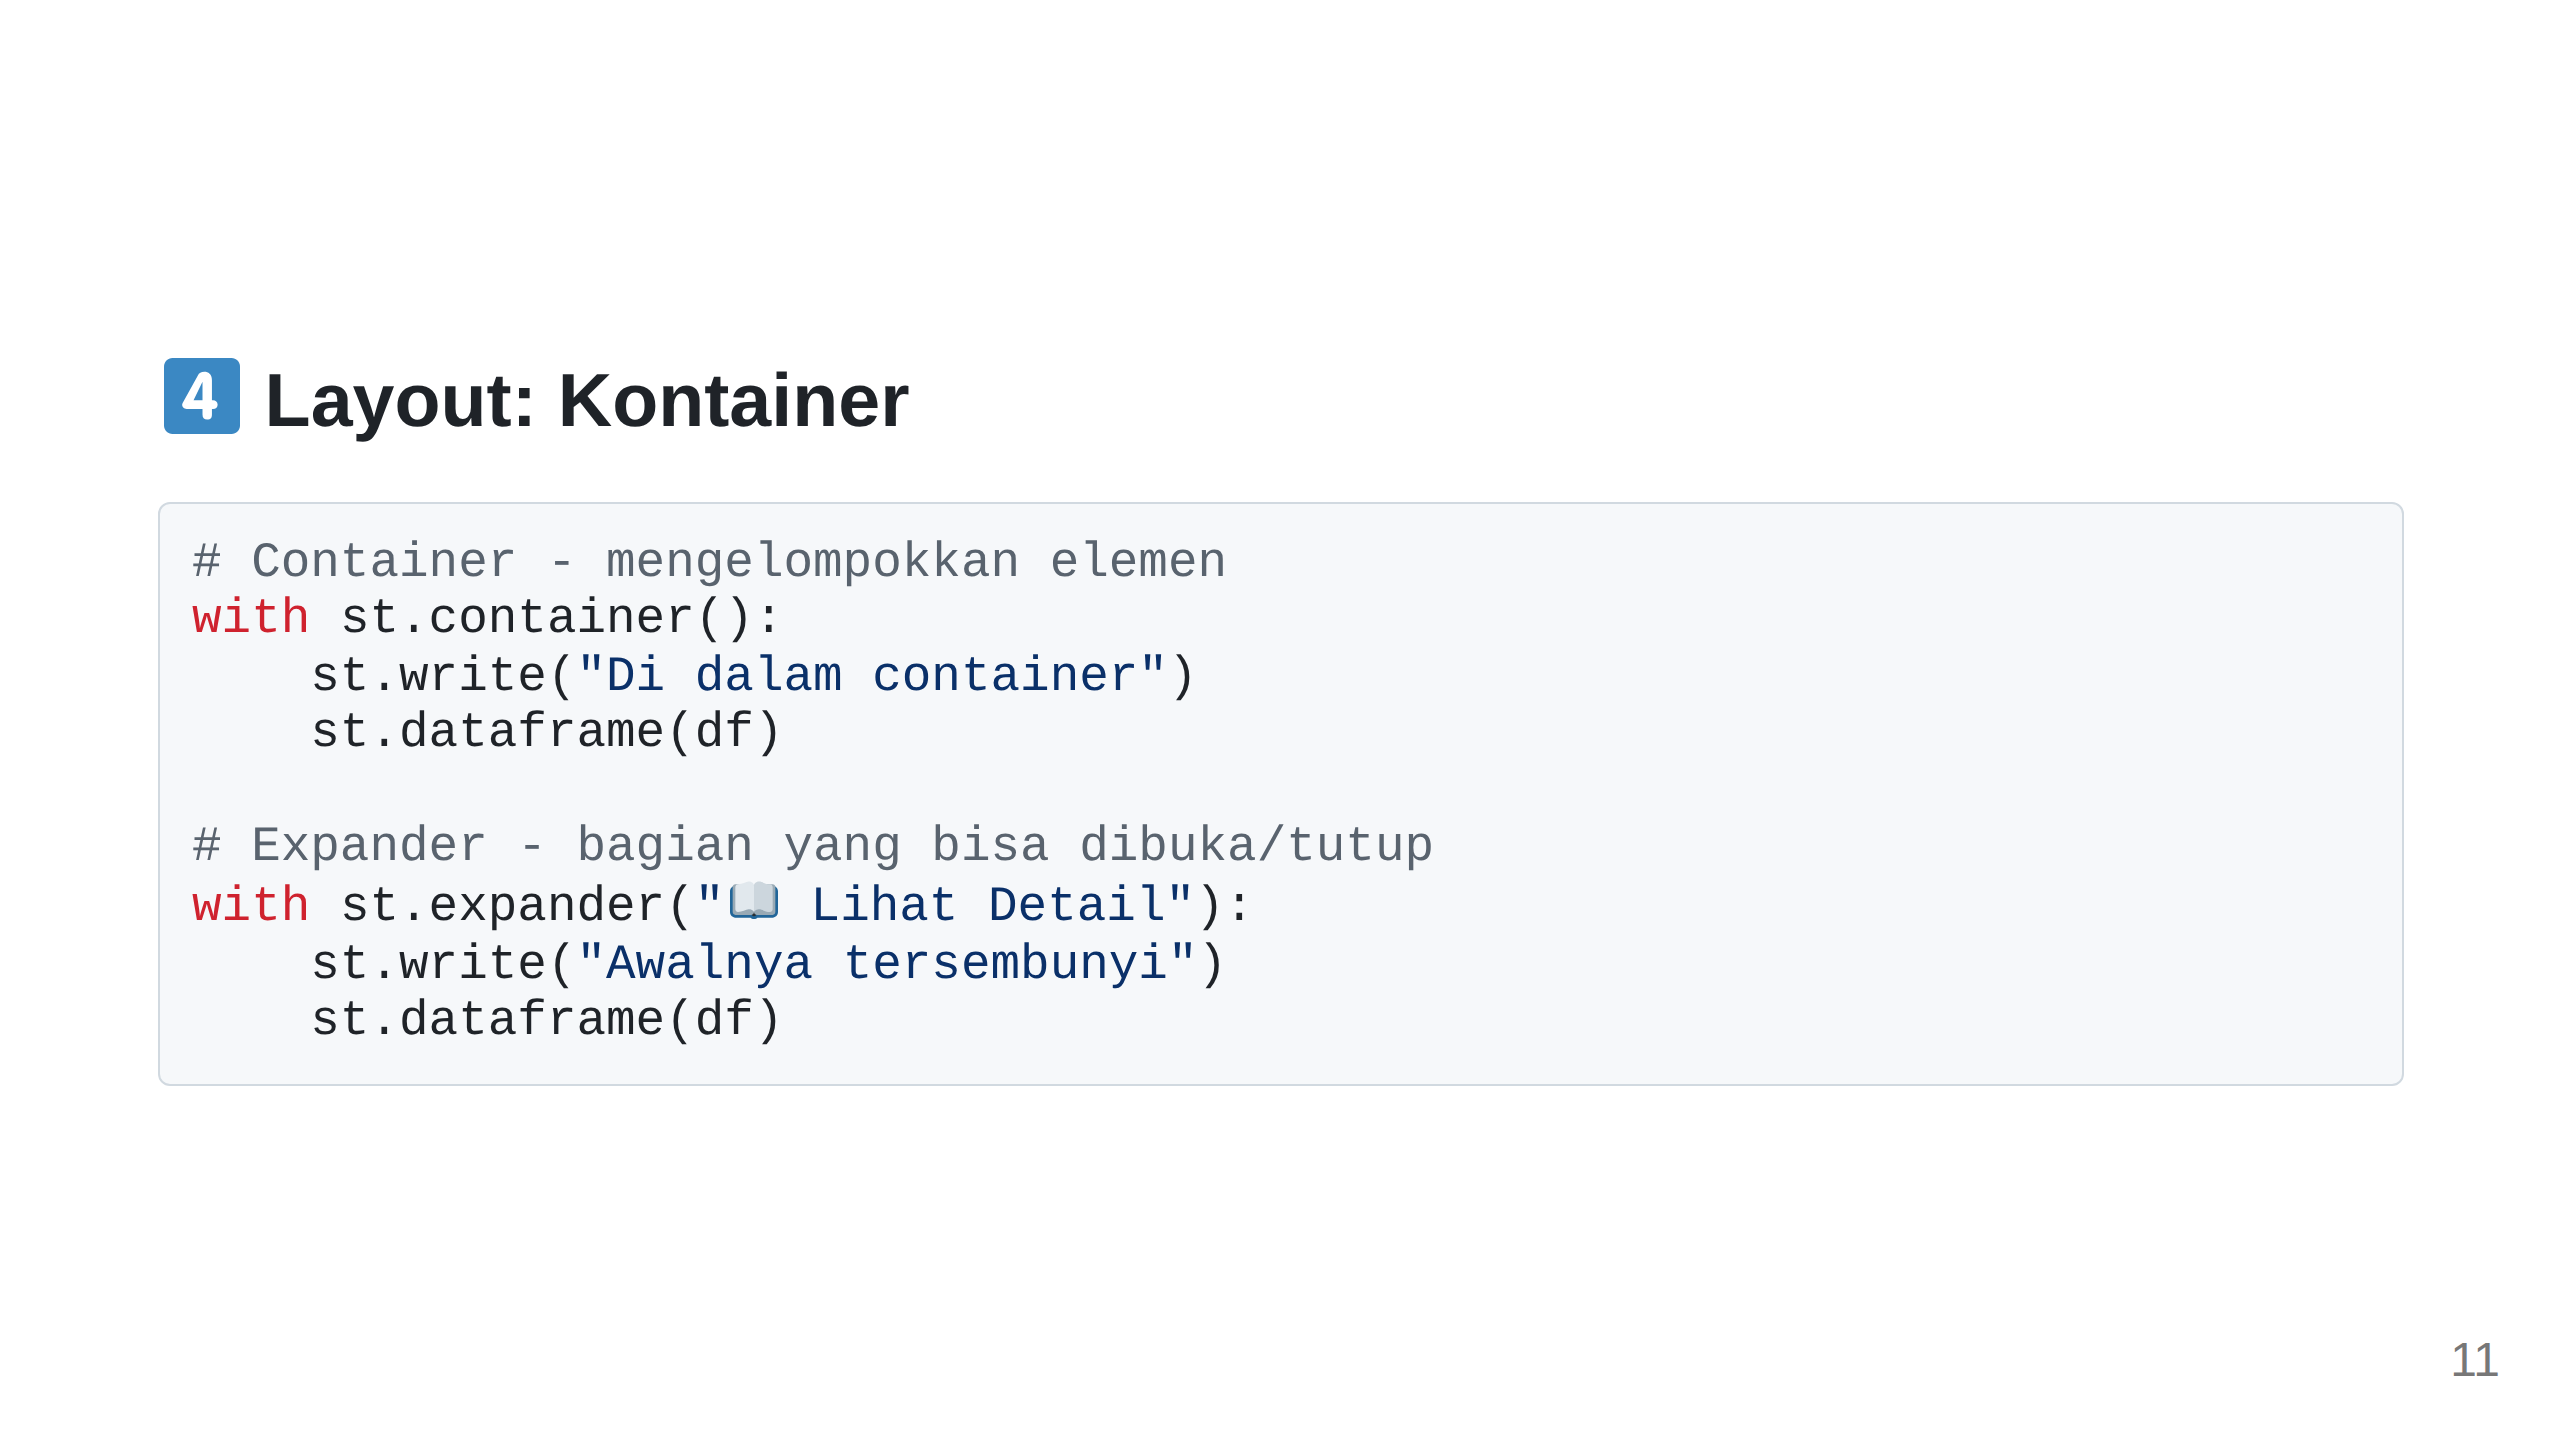 4️⃣ Layout: Kontainer
# Container - mengelompokkan elemen
with st.container():
    st.write("Di dalam container")
    st.dataframe(df)

# Expander - bagian yang bisa dibuka/tutup
with st.expander("📖 Lihat Detail"):
    st.write("Awalnya tersembunyi")
    st.dataframe(df)
11